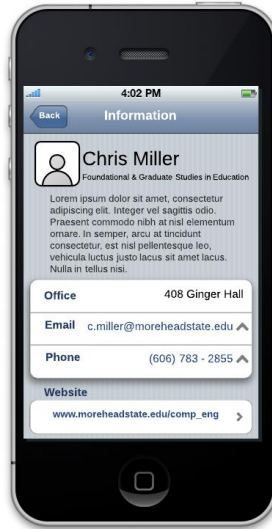 4:02 PM
Back
Information
Chris Miller
Foundational & Graduate Studies in Education
Lorem ipsum dolor sit amet, consectetur
adipiscing elit. Integer vel sagittis odio.
Praesent commodo nibh at nisl elementum
ornare. In semper, arcu at tincidunt
consectetur, est nisl pellentesque leo,
vehicula luctus justo lacus sit amet lacus.
Nulla in tellus nisi.
Office 408 Ginger Hall
Email c.miller@moreheadstate.edu
Phone (606) 783 - 2855
Website
www.moreheadstate.edu/comp_eng